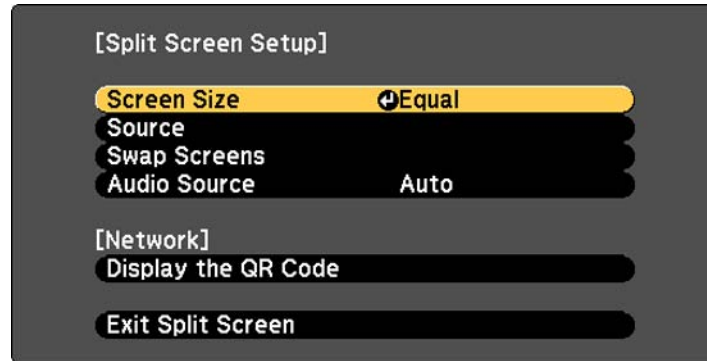 [Split Screen Setup]
Screen Size Equal
Source
Swap Screens
Audio Source Auto
[Network]
Display the QR Code
Exit Split Screen